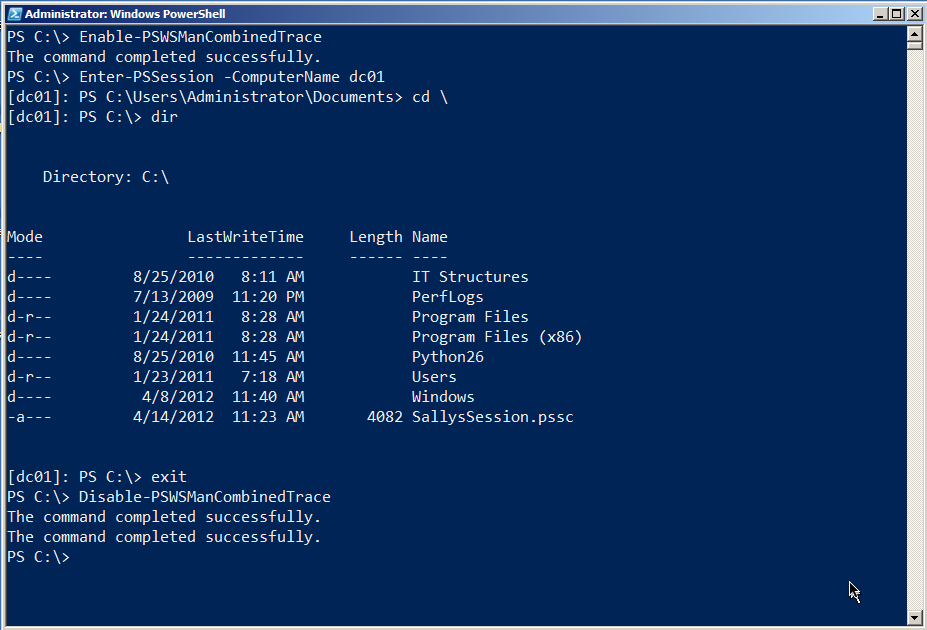 Administrator: Windows PowerShell
PS C:\> Enable-PSWSManCombinedTrace
The command completed successfully.
PS C:\> Enter-PSSession -ComputerName dc01
[dc01]: PS C:\Users\Administrator\Documents> cd \
[dc01]: PS C:\> dir
    Directory: C:\
Mode                LastWriteTime     Length Name
----                -------------     ------ ----
d----         8/25/2010   8:11 AM            IT Structures
d----         7/13/2009  11:20 PM            PerfLogs
d-r--         1/24/2011   8:28 AM            Program Files
d-r--         1/24/2011   8:28 AM            Program Files (x86)
d----         8/25/2010  11:45 AM            Python26
d-r--         1/23/2011   7:18 AM            Users
d----          4/8/2012  11:40 AM            Windows
-a---         4/14/2012  11:23 AM       4082 SallysSession.pssc
[dc01]: PS C:\> exit
PS C:\> Disable-PSWSManCombinedTrace
The command completed successfully.
The command completed successfully.
PS C:\>